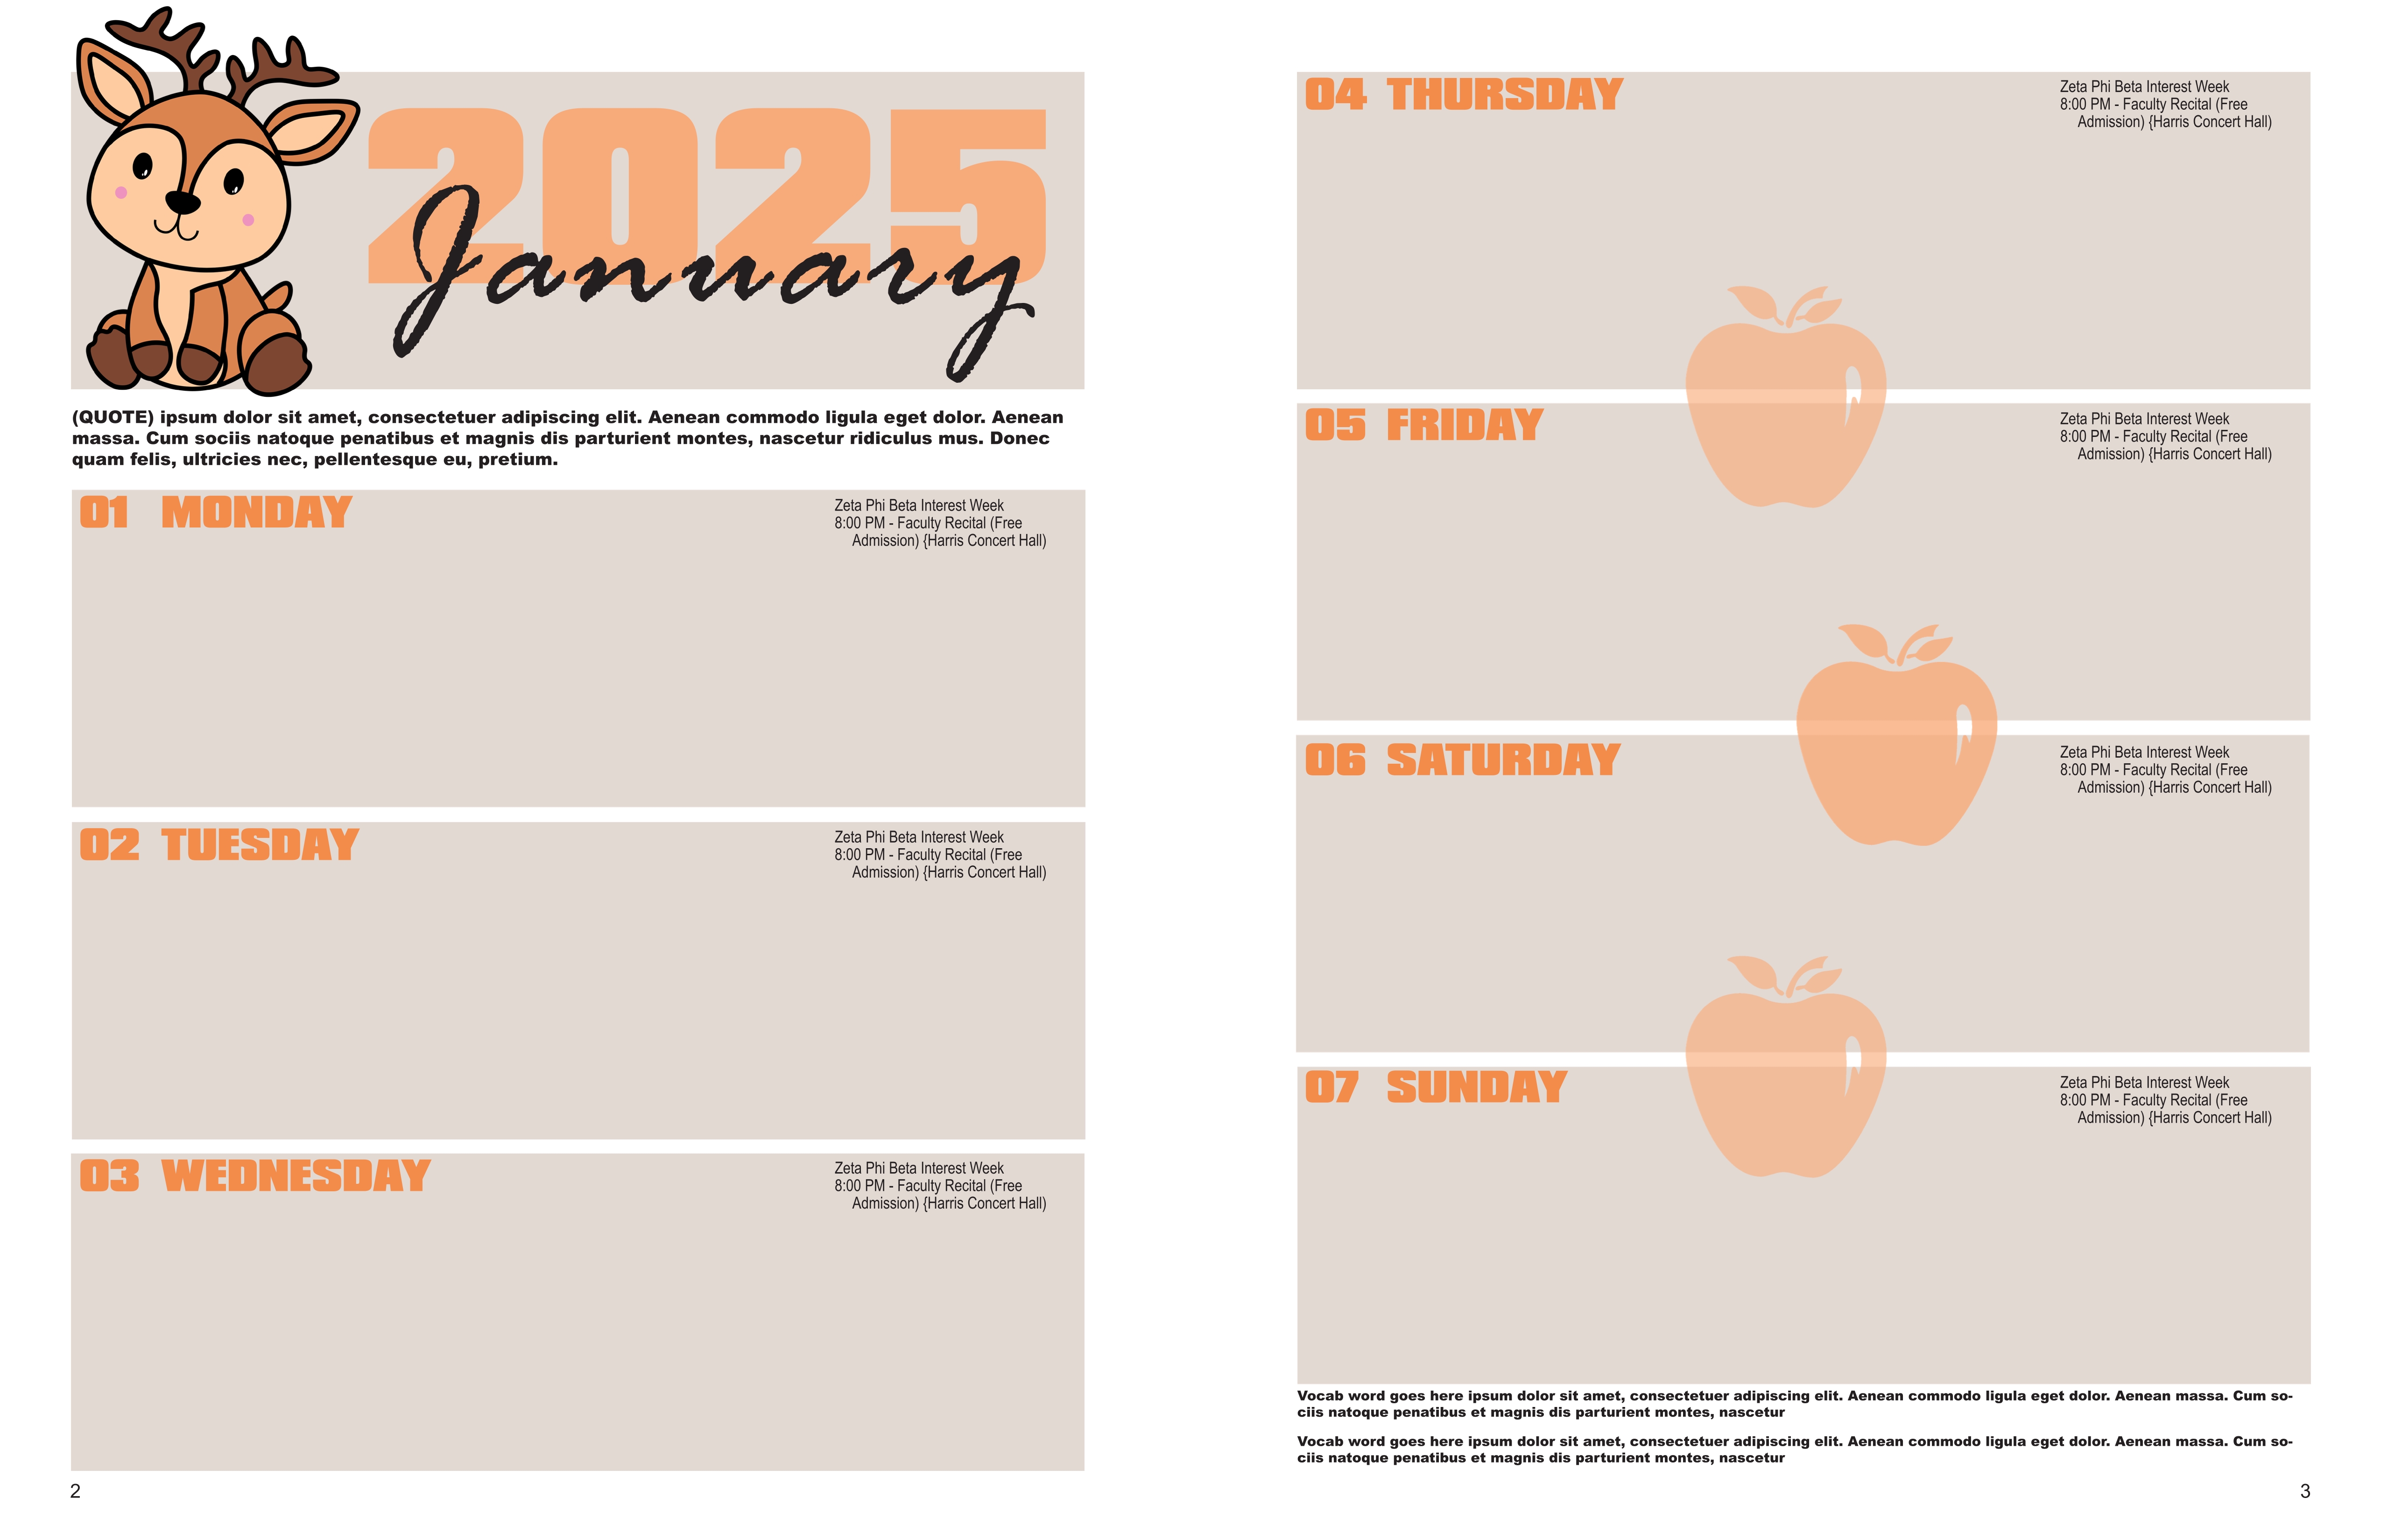 2025
January
(QUOTE) ipsum dolor sit amet, consectetuer adipiscing elit. Aenean commodo ligula eget dolor. Aenean
massa. Cum sociis natoque penatibus et magnis dis parturient montes, nascetur ridiculus mus. Donec
quam felis, ultricies nec, pellentesque eu, pretium.
01 MONDAY
Zeta Phi Beta Interest Week
8:00 PM - Faculty Recital (Free
Admission) {Harris Concert Hall)
02 TUESDAY
Zeta Phi Beta Interest Week
8:00 PM - Faculty Recital (Free
Admission) {Harris Concert Hall)
03 WEDNESDAY
Zeta Phi Beta Interest Week
8:00 PM - Faculty Recital (Free
Admission) {Harris Concert Hall)
2
04 THURSDAY
Zeta Phi Beta Interest Week
8:00 PM - Faculty Recital (Free
Admission) {Harris Concert Hall)
05 FRIDAY
Zeta Phi Beta Interest Week
8:00 PM - Faculty Recital (Free
Admission) {Harris Concert Hall)
06 SATURDAY
Zeta Phi Beta Interest Week
8:00 PM - Faculty Recital (Free
Admission) {Harris Concert Hall)
07 SUNDAY
Zeta Phi Beta Interest Week
8:00 PM - Faculty Recital (Free
Admission) {Harris Concert Hall)
Vocab word goes here ipsum dolor sit amet, consectetuer adipiscing elit. Aenean commodo ligula eget dolor. Aenean massa. Cum so-
ciis natoque penatibus et magnis dis parturient montes, nascetur
Vocab word goes here ipsum dolor sit amet, consectetuer adipiscing elit. Aenean commodo ligula eget dolor. Aenean massa. Cum so-
ciis natoque penatibus et magnis dis parturient montes, nascetur
3